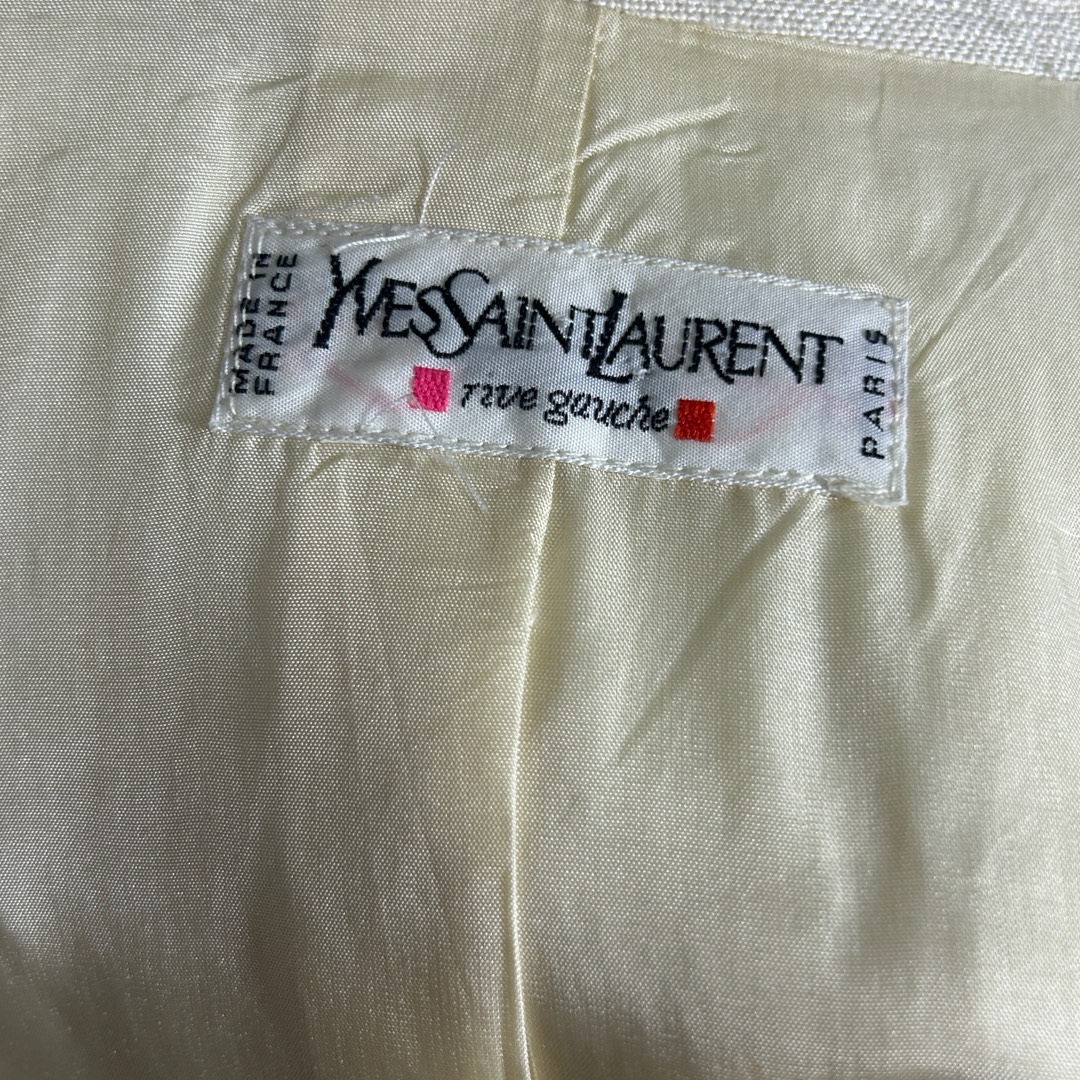 MADE IN
FRANCE
YVESSAINTLAURENT
rive gauche
PARIS